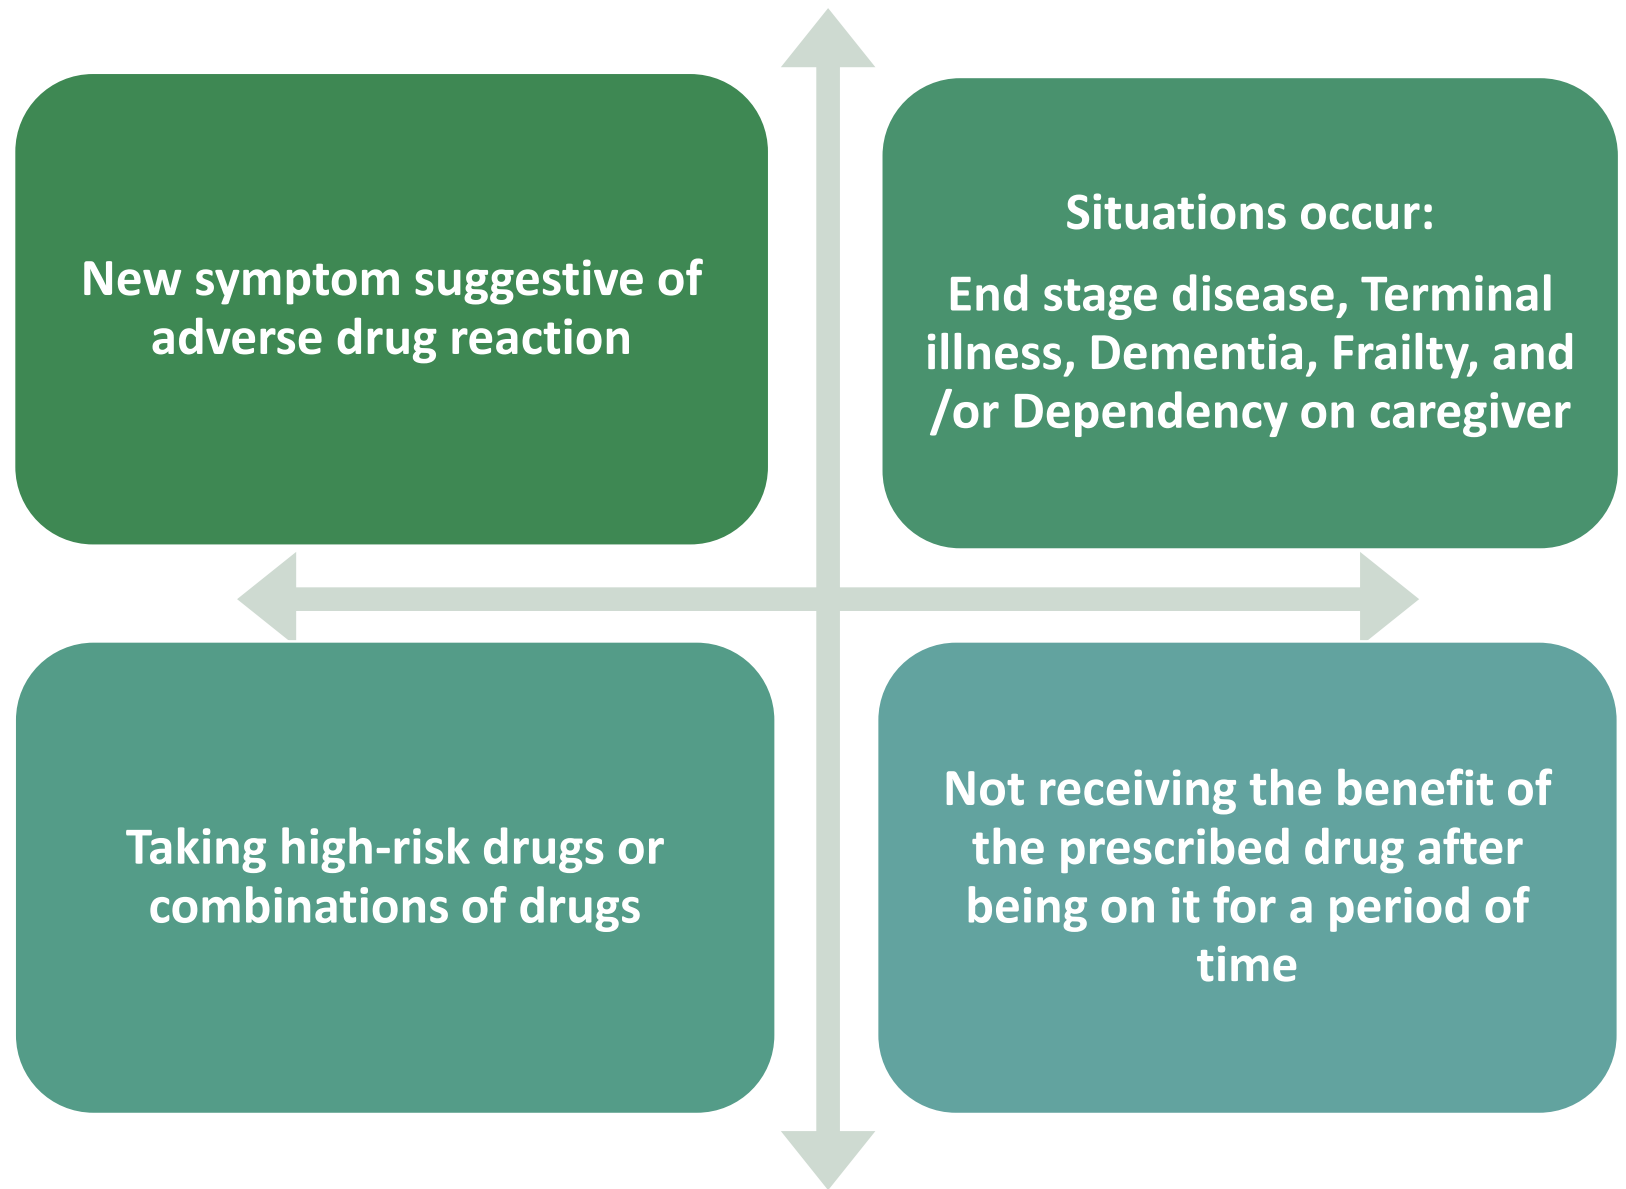 New symptom suggestive of
adverse drug reaction
Situations occur:
End stage disease, Terminal
illness, Dementia, Frailty, and
/or Dependency on caregiver
Taking high-risk drugs or
combinations of drugs
Not receiving the benefit of
the prescribed drug after
being on it for a period of
time